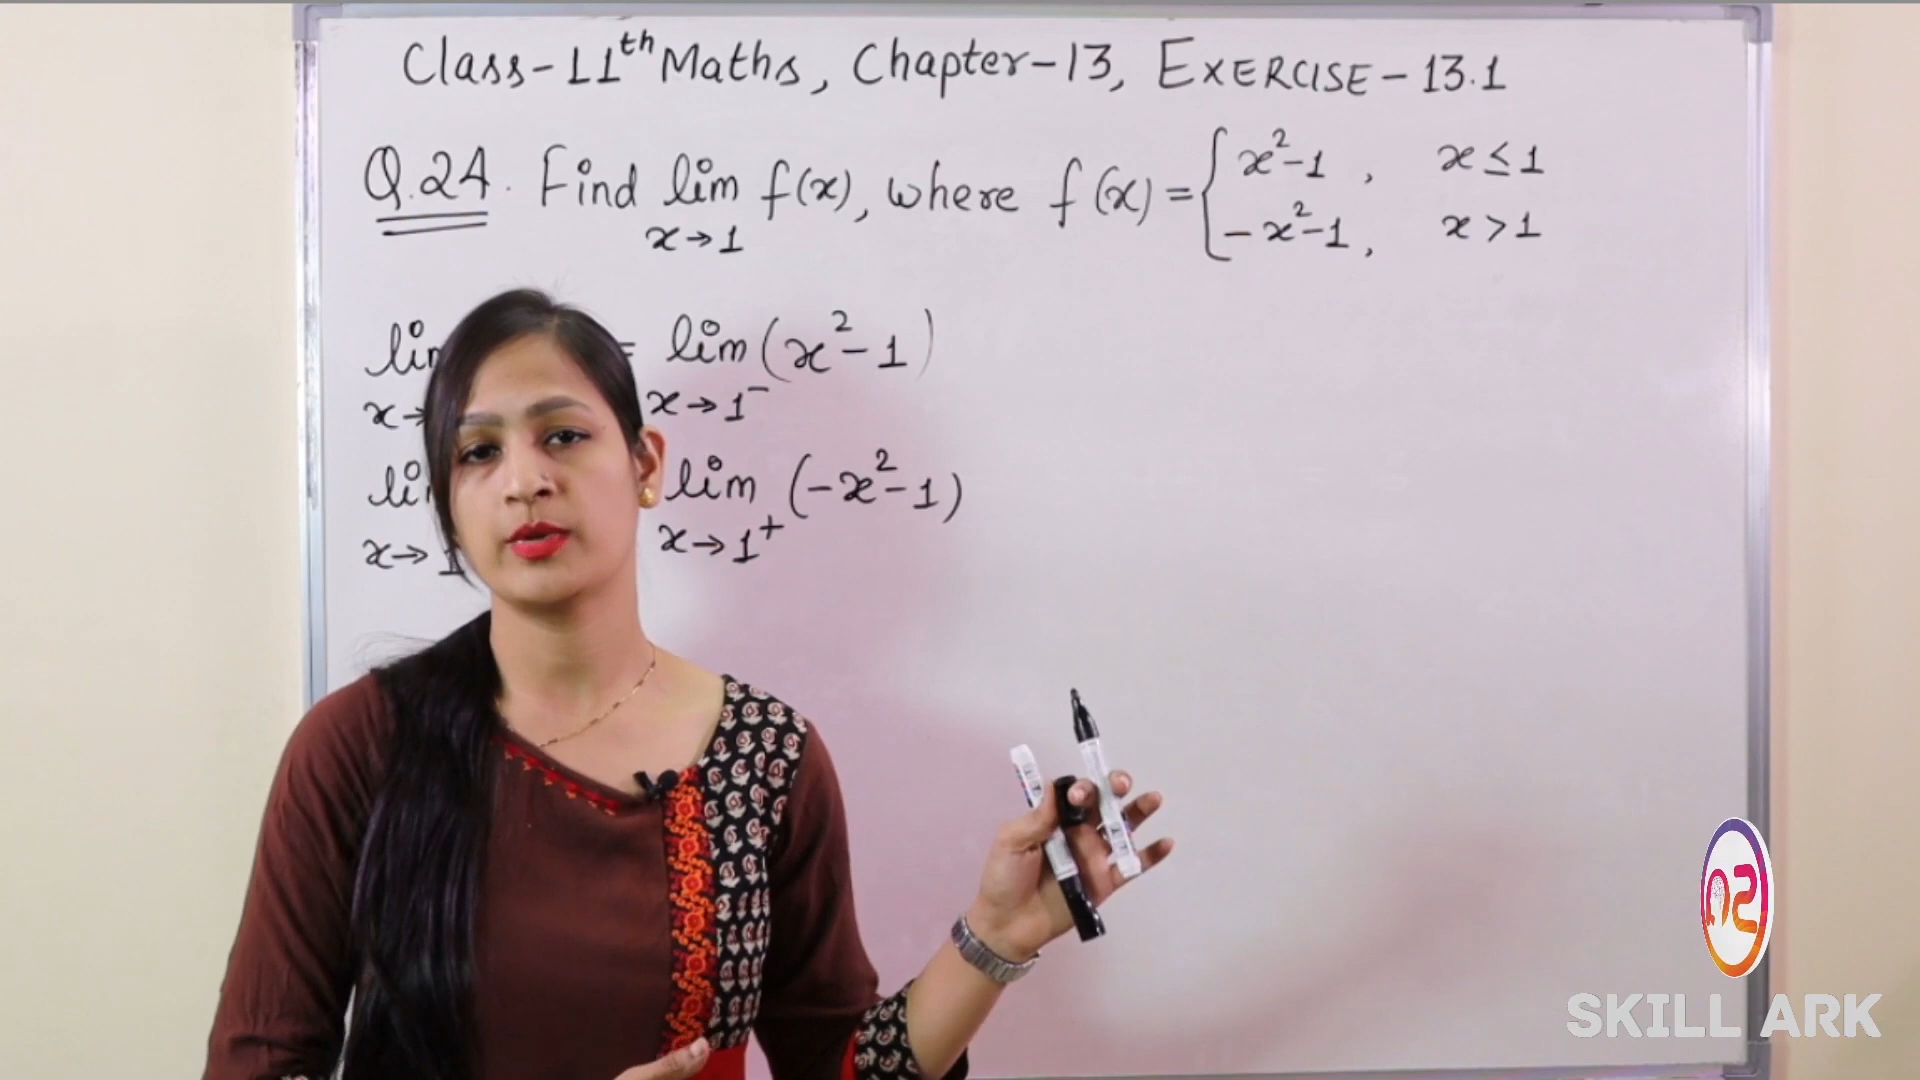 Class-11th Maths, Chapter-13, EXERCISE-13.1
Q.24. Find lim f(x), where f(x) = { x²-1, x ≤ 1
x→1 -x²-1, x > 1
= lim (x²-1)
x→ x→1⁻
lim (-x²-1)
x→1 x→1⁺
SKILL ARK